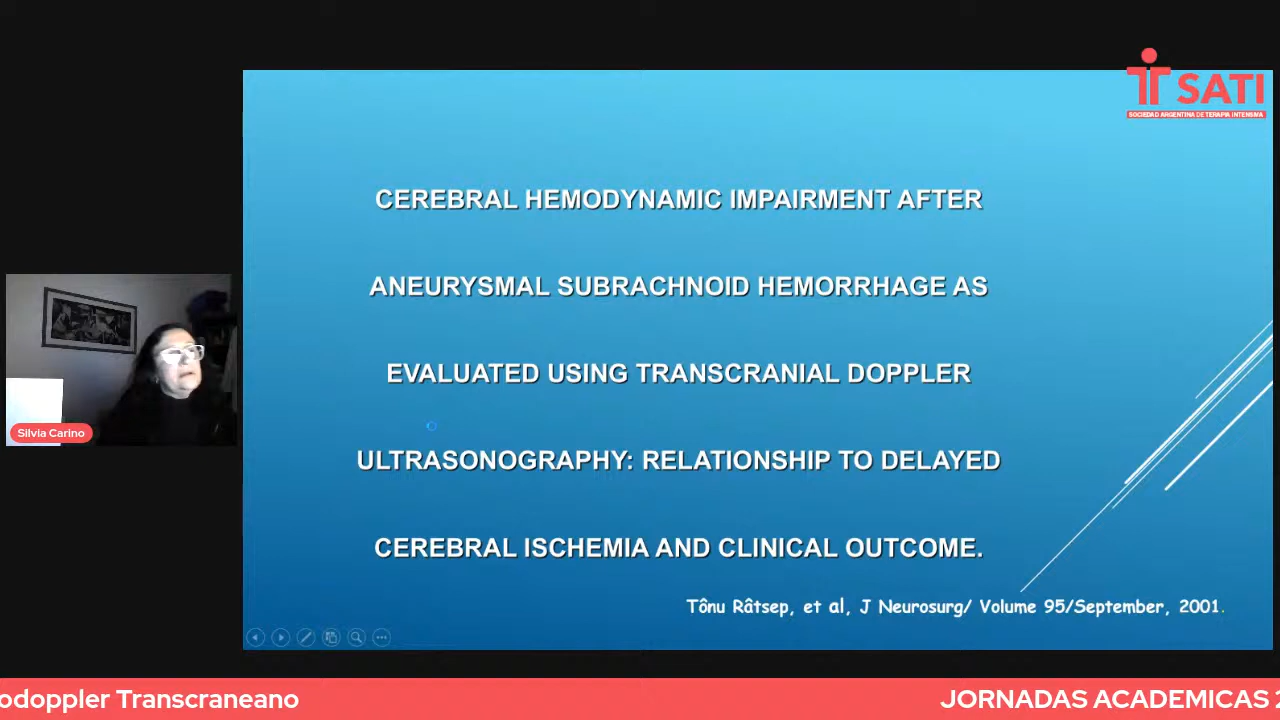 SATI
SOCIEDAD ARGENTINA DE TERAPIA INTENSIVA
CEREBRAL HEMODYNAMIC IMPAIRMENT AFTER
ANEURYSMAL SUBRACHNOID HEMORRHAGE AS
EVALUATED USING TRANSCRANIAL DOPPLER
ULTRASONOGRAPHY: RELATIONSHIP TO DELAYED
CEREBRAL ISCHEMIA AND CLINICAL OUTCOME.
Tônu Râtsep, et al, J Neurosurg/ Volume 95/September, 2001.
Silvia Carino
odoppler Transcraneano
JORNADAS ACADEMICAS 2